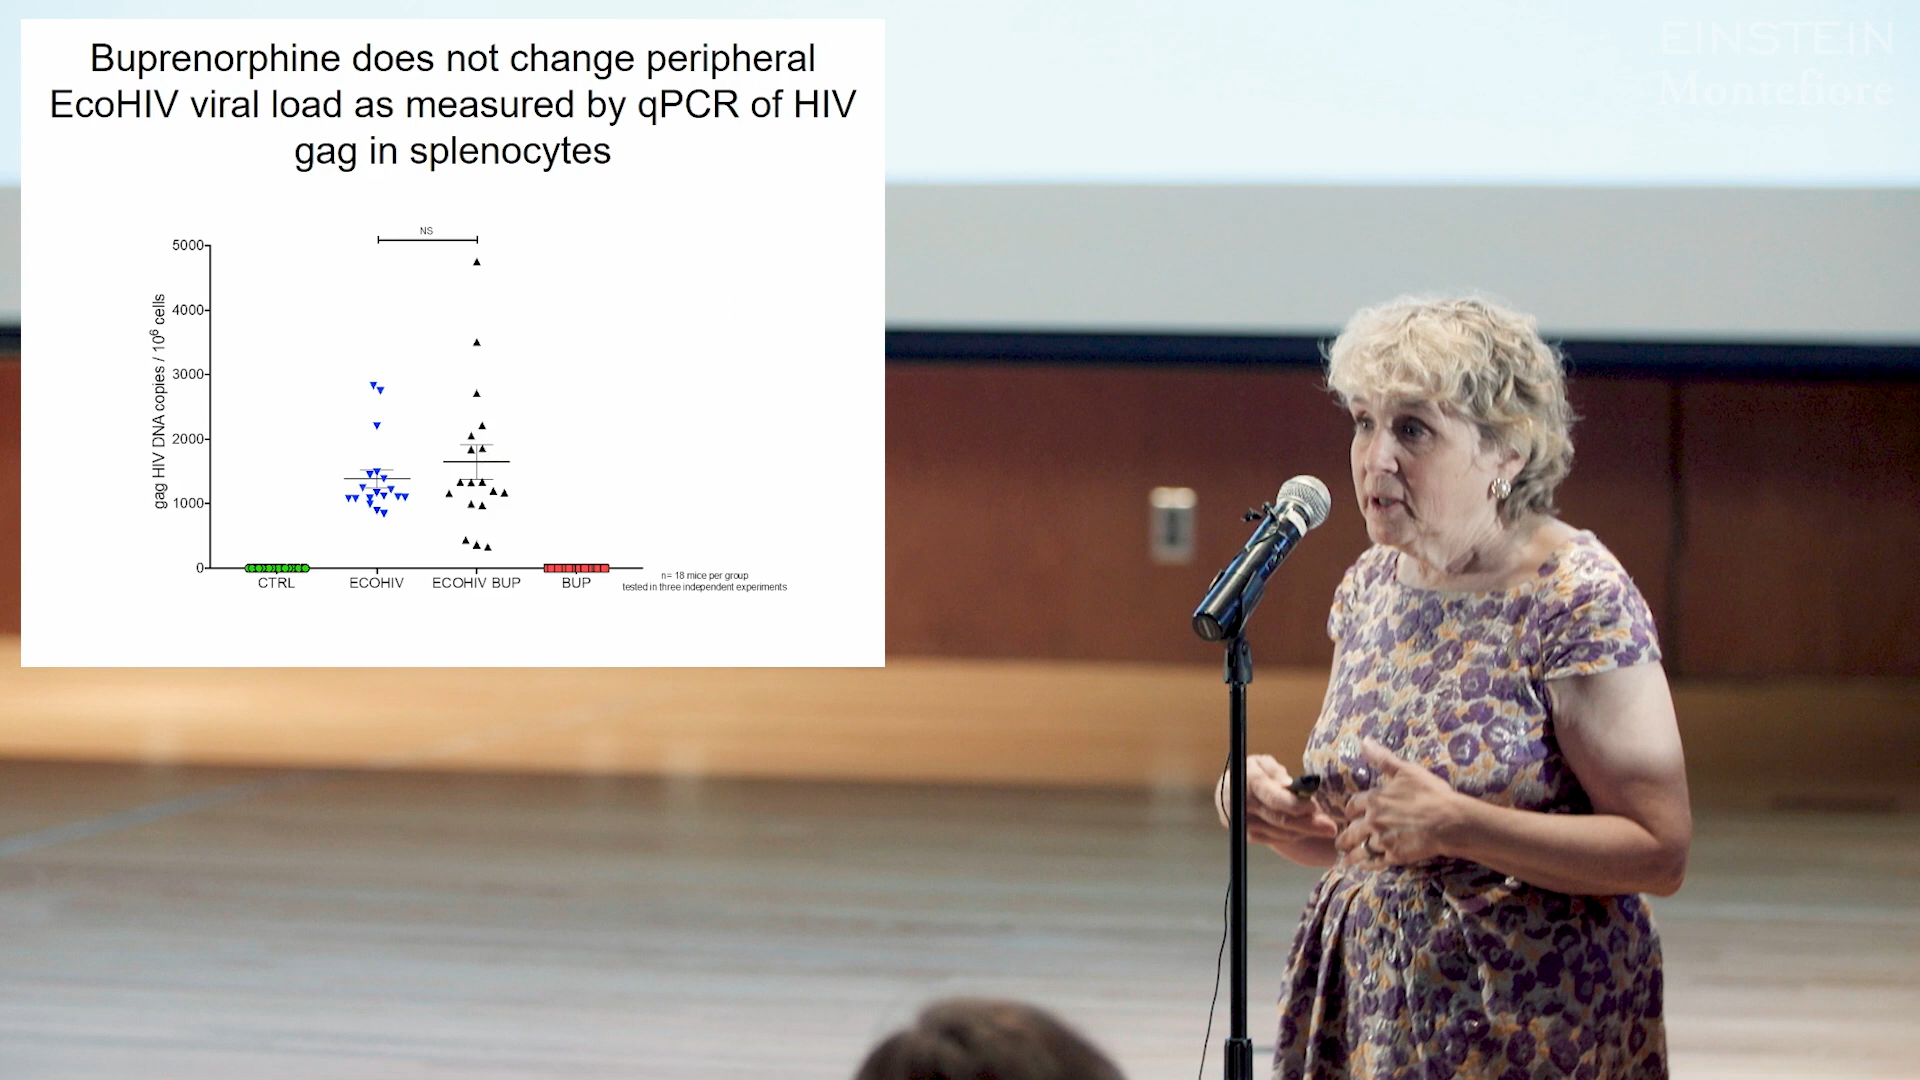 Buprenorphine does not change peripheral
EcoHIV viral load as measured by qPCR of HIV
gag in splenocytes
NS
gag HIV DNA copies / 10⁶ cells
5000
4000
3000
2000
1000
0
CTRL
ECOHIV
ECOHIV BUP
BUP
n= 18 mice per group
tested in three independent experiments
EINSTEIN
Montefiore